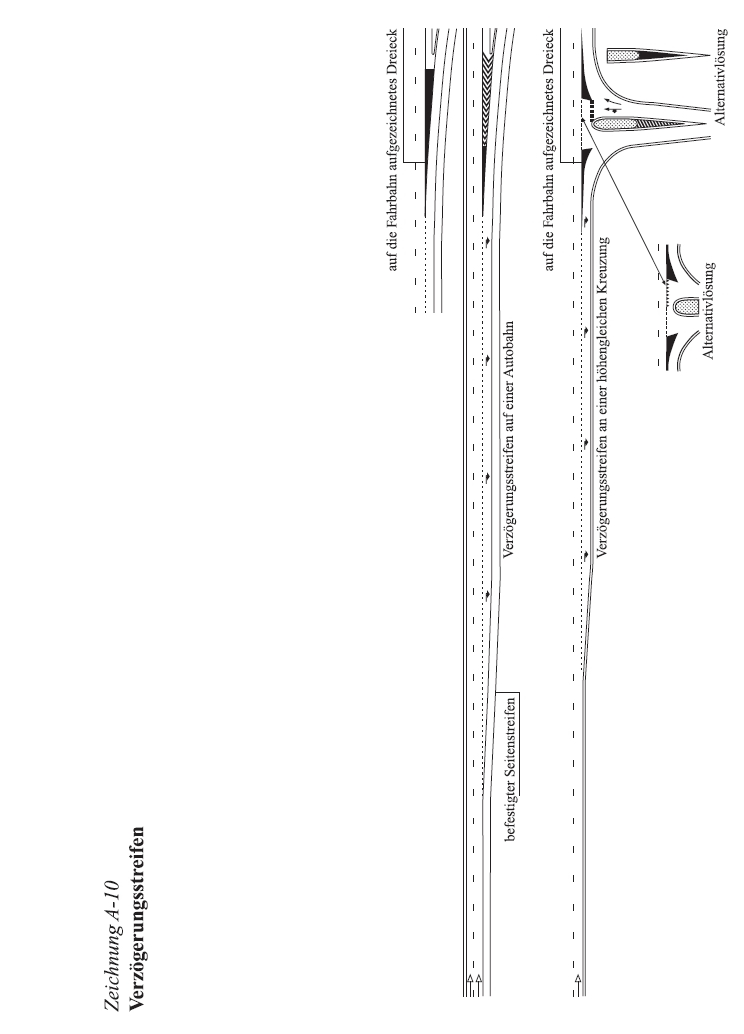 Zeichnung A-10
Verzögerungsstreifen
auf die Fahrbahn aufgezeichnetes Dreieck
befestigter Seitenstreifen
Verzögerungsstreifen auf einer Autobahn
auf die Fahrbahn aufgezeichnetes Dreieck
Verzögerungsstreifen an einer höhengleichen Kreuzung
Alternativlösung
Alternativlösung